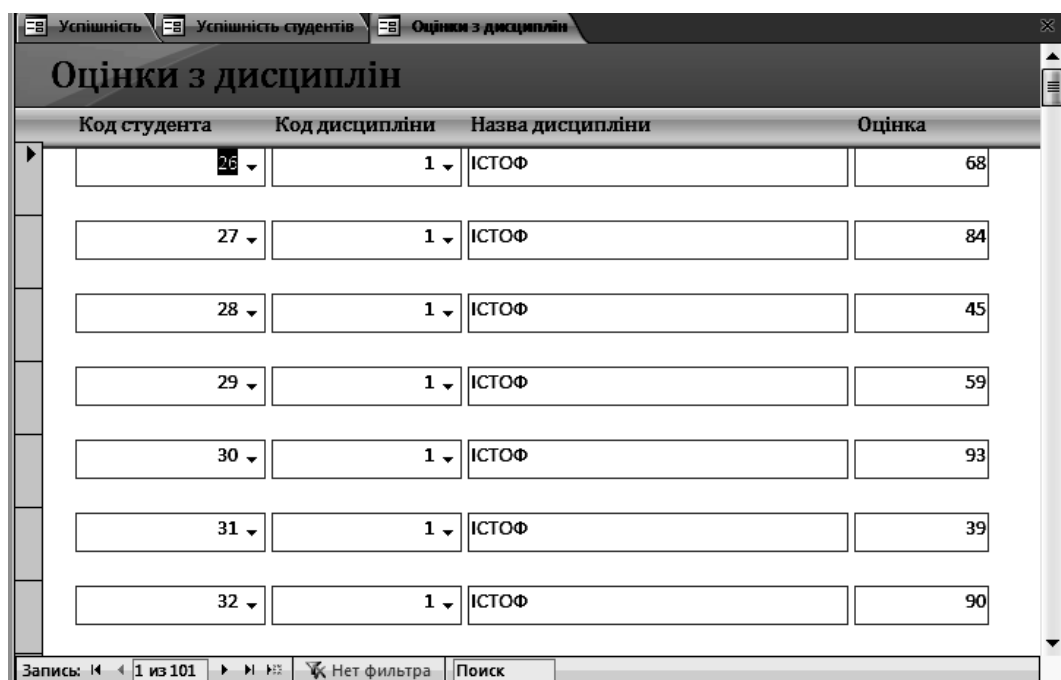 Успішність Успішність студентів Оцінки з дисциплін
Оцінки з дисциплін
Код студента Код дисципліни Назва дисципліни Оцінка
26 1 ІСТОФ 68
27 1 ІСТОФ 84
28 1 ІСТОФ 45
29 1 ІСТОФ 59
30 1 ІСТОФ 93
31 1 ІСТОФ 39
32 1 ІСТОФ 90
Запись: 1 из 101 Нет фильтра Поиск